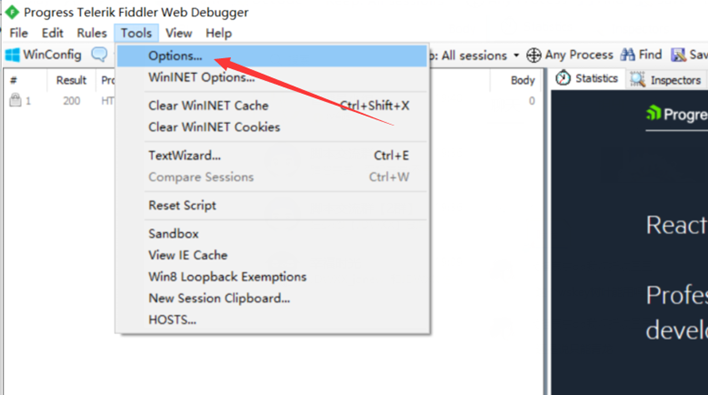 Progress Telerik Fiddler Web Debugger
File Edit Rules Tools View Help
WinConfig All sessions Any Process Find Sav
# Result Pro Body
1 200 HT 0
Options...
WinINET Options...
Clear WinINET Cache Ctrl+Shift+X
Clear WinINET Cookies
TextWizard... Ctrl+E
Compare Sessions Ctrl+W
Reset Script
Sandbox
View IE Cache
Win8 Loopback Exemptions
New Session Clipboard...
HOSTS...
Statistics Inspectors
Progre
React
Profes
develo